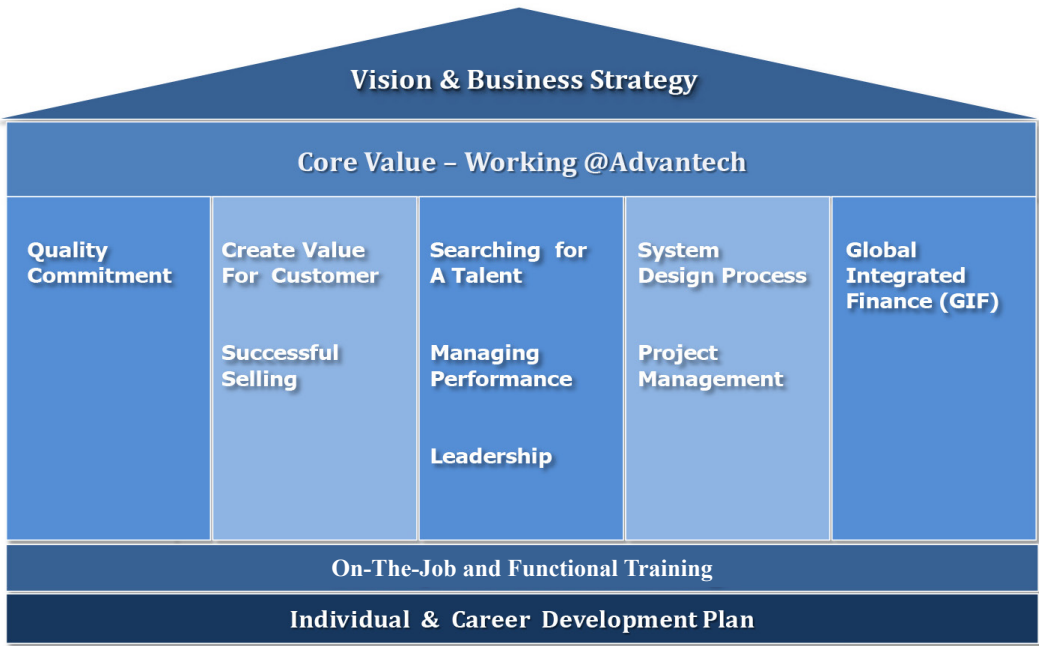 Vision & Business Strategy
Core Value – Working @Advantech
Quality
Commitment
Create Value
For Customer
Successful
Selling
Searching for
A Talent
Managing
Performance
Leadership
System
Design Process
Project
Management
Global
Integrated
Finance (GIF)
On-The-Job and Functional Training
Individual & Career Development Plan